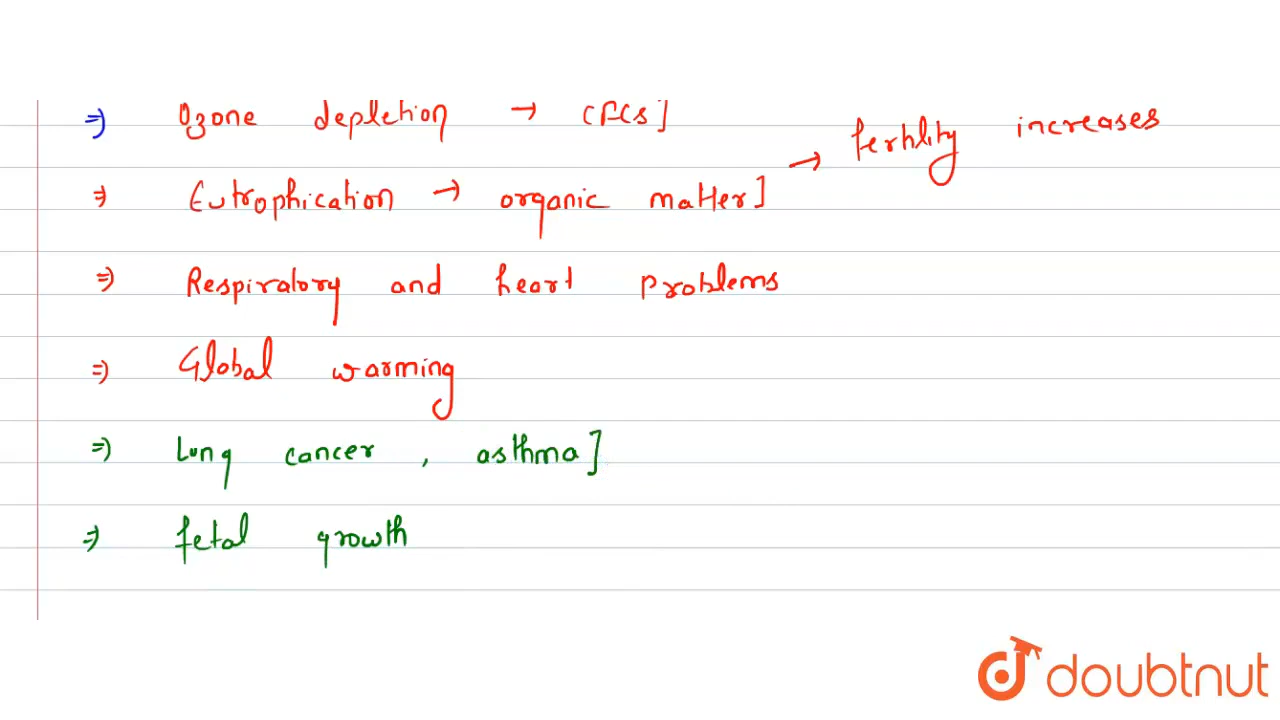 ⇒ Ozone depletion → CFCs]
⇒ Eutrophication → organic matter] → fertility increases
⇒ Respiratory and heart problems
⇒ Global warming
⇒ Lung cancer, asthma]
⇒ fetal growth
doubtnut